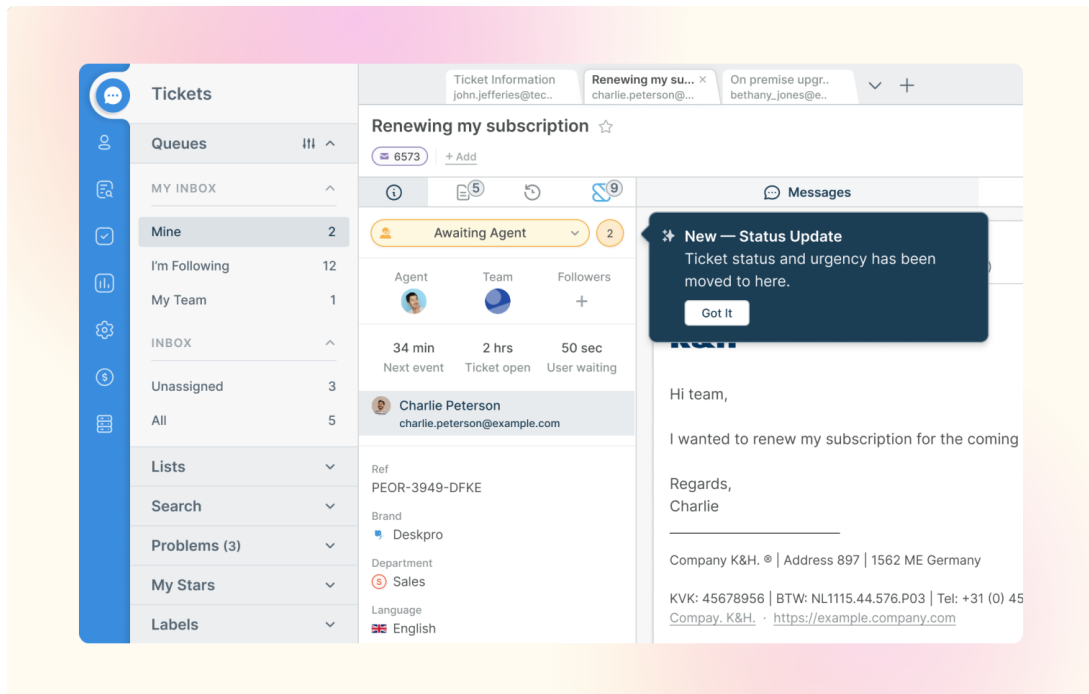 Tickets
Queues
MY INBOX
Mine 2
I'm Following 12
My Team 1
INBOX
Unassigned 3
All 5
Lists
Search
Problems (3)
My Stars
Labels
Ticket Information
john.jefferies@tec..
Renewing my su...
charlie.peterson@...
On premise upgr..
bethany_jones@e..
Renewing my subscription
6573
+ Add
5
9
Awaiting Agent
2
Agent Team Followers
34 min 2 hrs 50 sec
Next event Ticket open User waiting
Charlie Peterson
charlie.peterson@example.com
Ref
PEOR-3949-DFKE
Brand
Deskpro
Department
S Sales
Language
English
Messages
New — Status Update
Ticket status and urgency has been
moved to here.
Got It
Hi team,
I wanted to renew my subscription for the coming
Regards,
Charlie
Company K&H. ® | Address 897 | 1562 ME Germany
KVK: 45678956 | BTW: NL1115.44.576.P03 | Tel: +31 (0) 45
Compay. K&H. · https://example.company.com